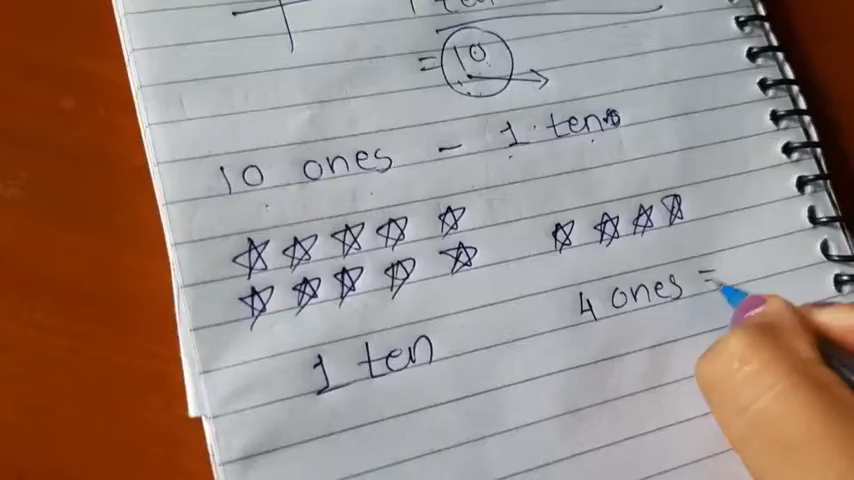 = 10
10 ones - 1 ten
4 ones =
1 ten